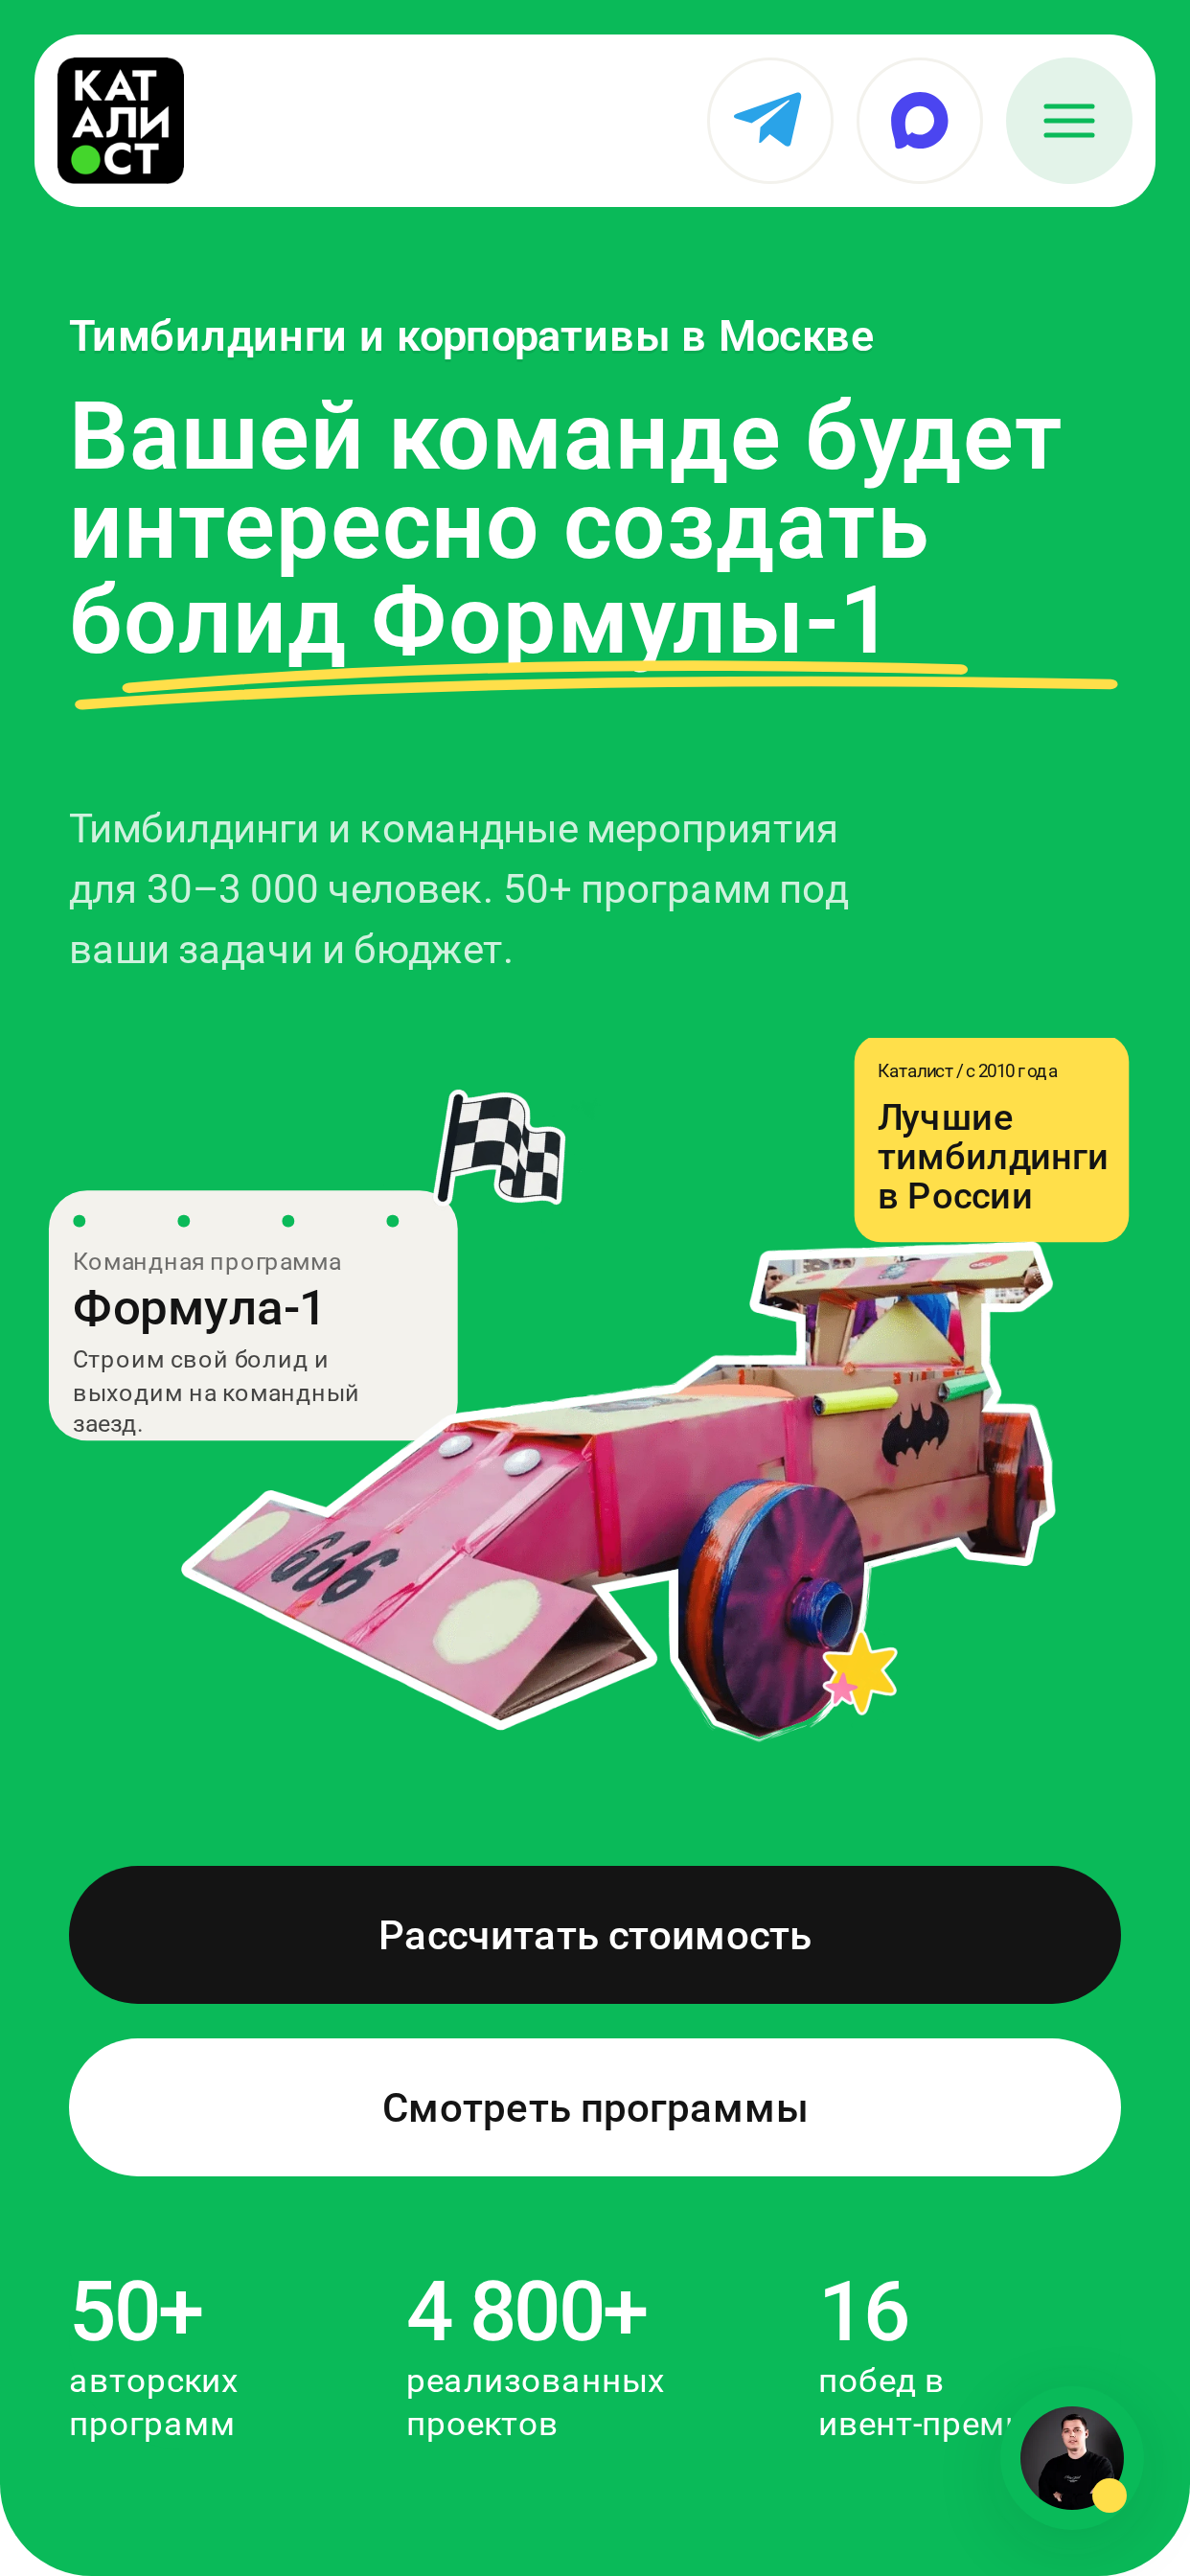 КАТ
АЛИ
СТ
Тимбилдинги и корпоративы в Москве
Вашей команде будет
интересно создать
болид Формулы-1
Тимбилдинги и командные мероприятия
для 30–3 000 человек. 50+ программ под
ваши задачи и бюджет.
Каталист / с 2010 года
Лучшие
тимбилдинги
в России
Командная программа
Формула-1
Строим свой болид и
выходим на командный
заезд.
666
Рассчитать стоимость
Смотреть программы
50+
авторских
программ
4 800+
реализованных
проектов
16
побед в